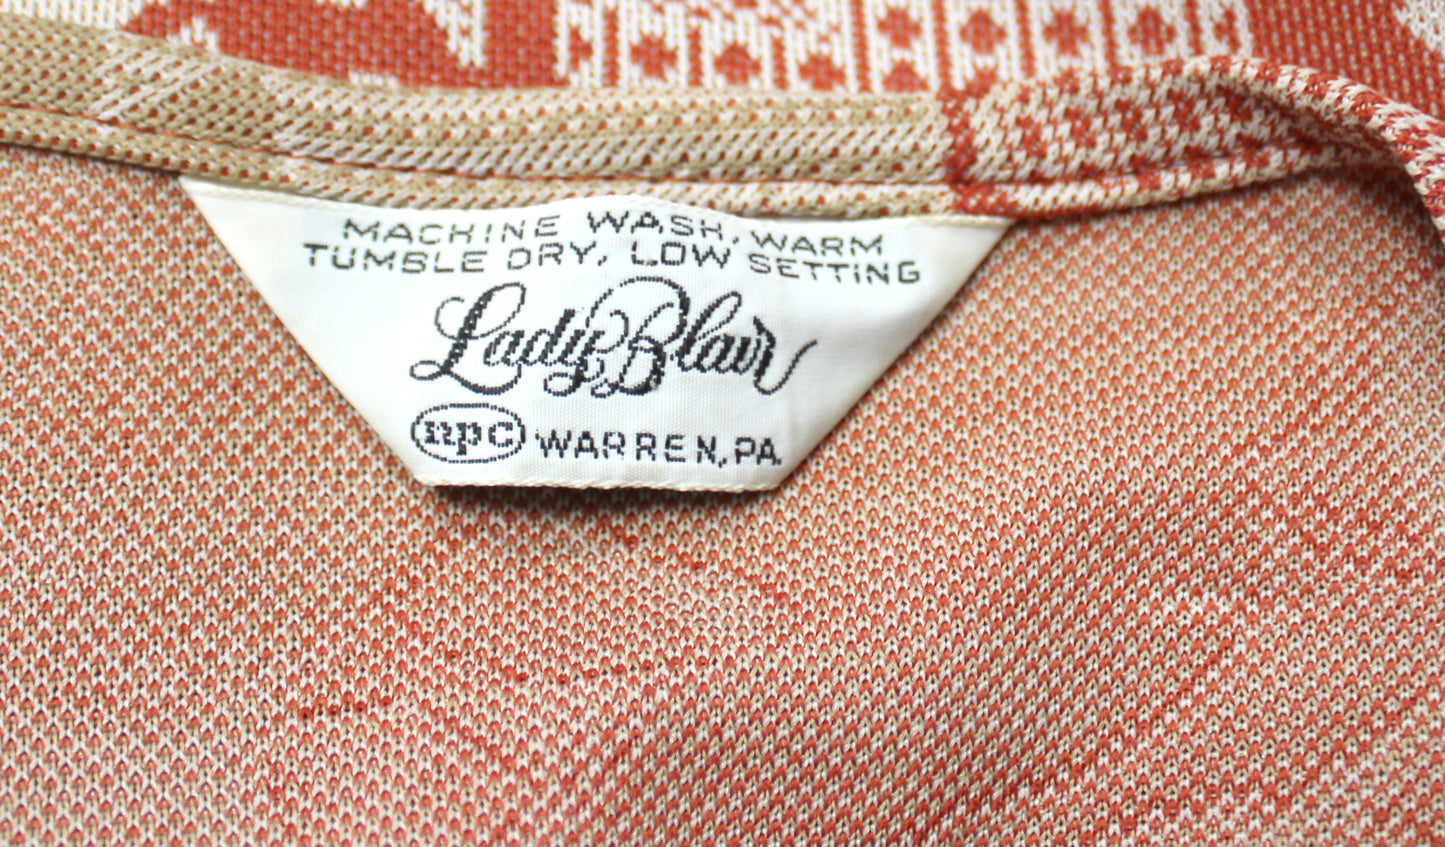 MACHINE WASH, WARM
TUMBLE DRY, LOW SETTING
Lady Blair
npc WARREN, PA.